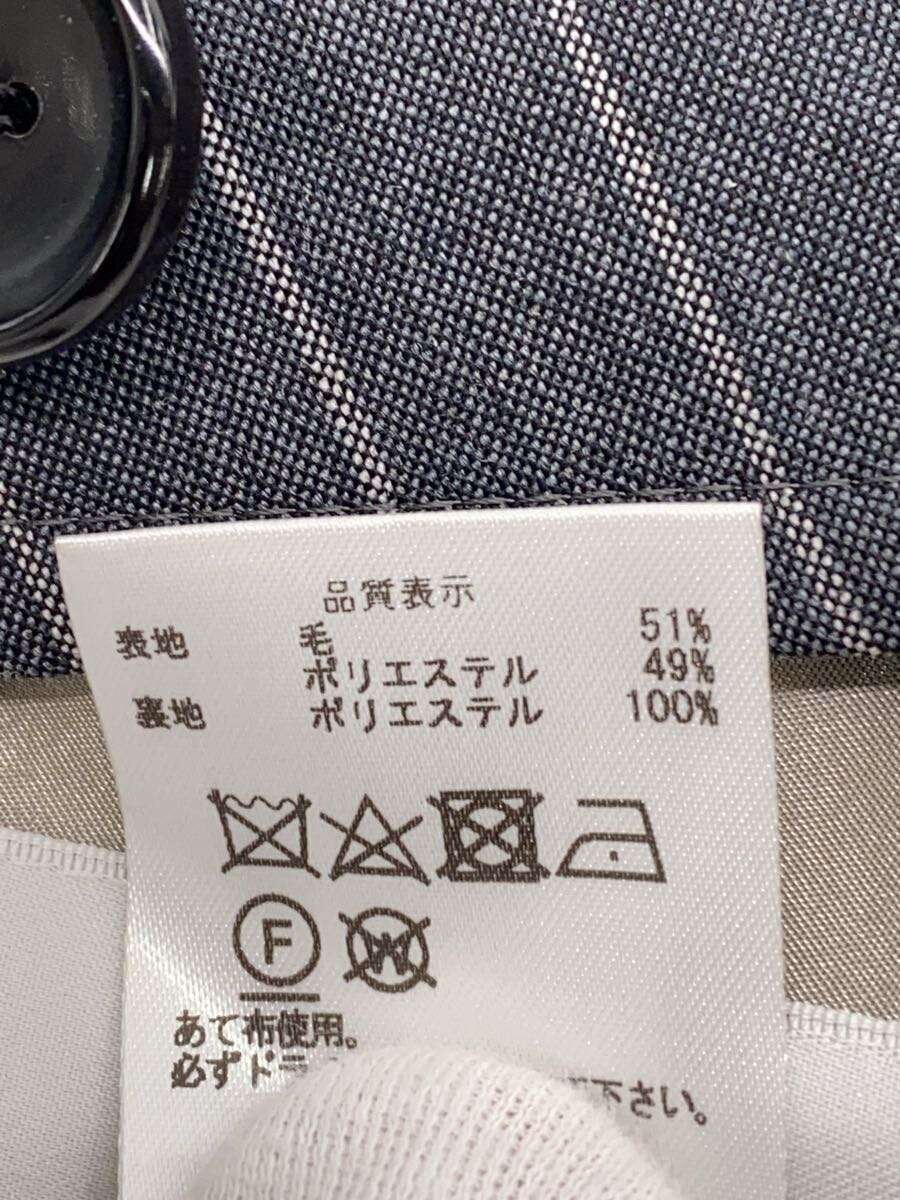 品質表示
表地 毛 51%
ポリエステル 49%
裏地 ポリエステル 100%
F
W
あて布使用。
必ずドラ 下さい。